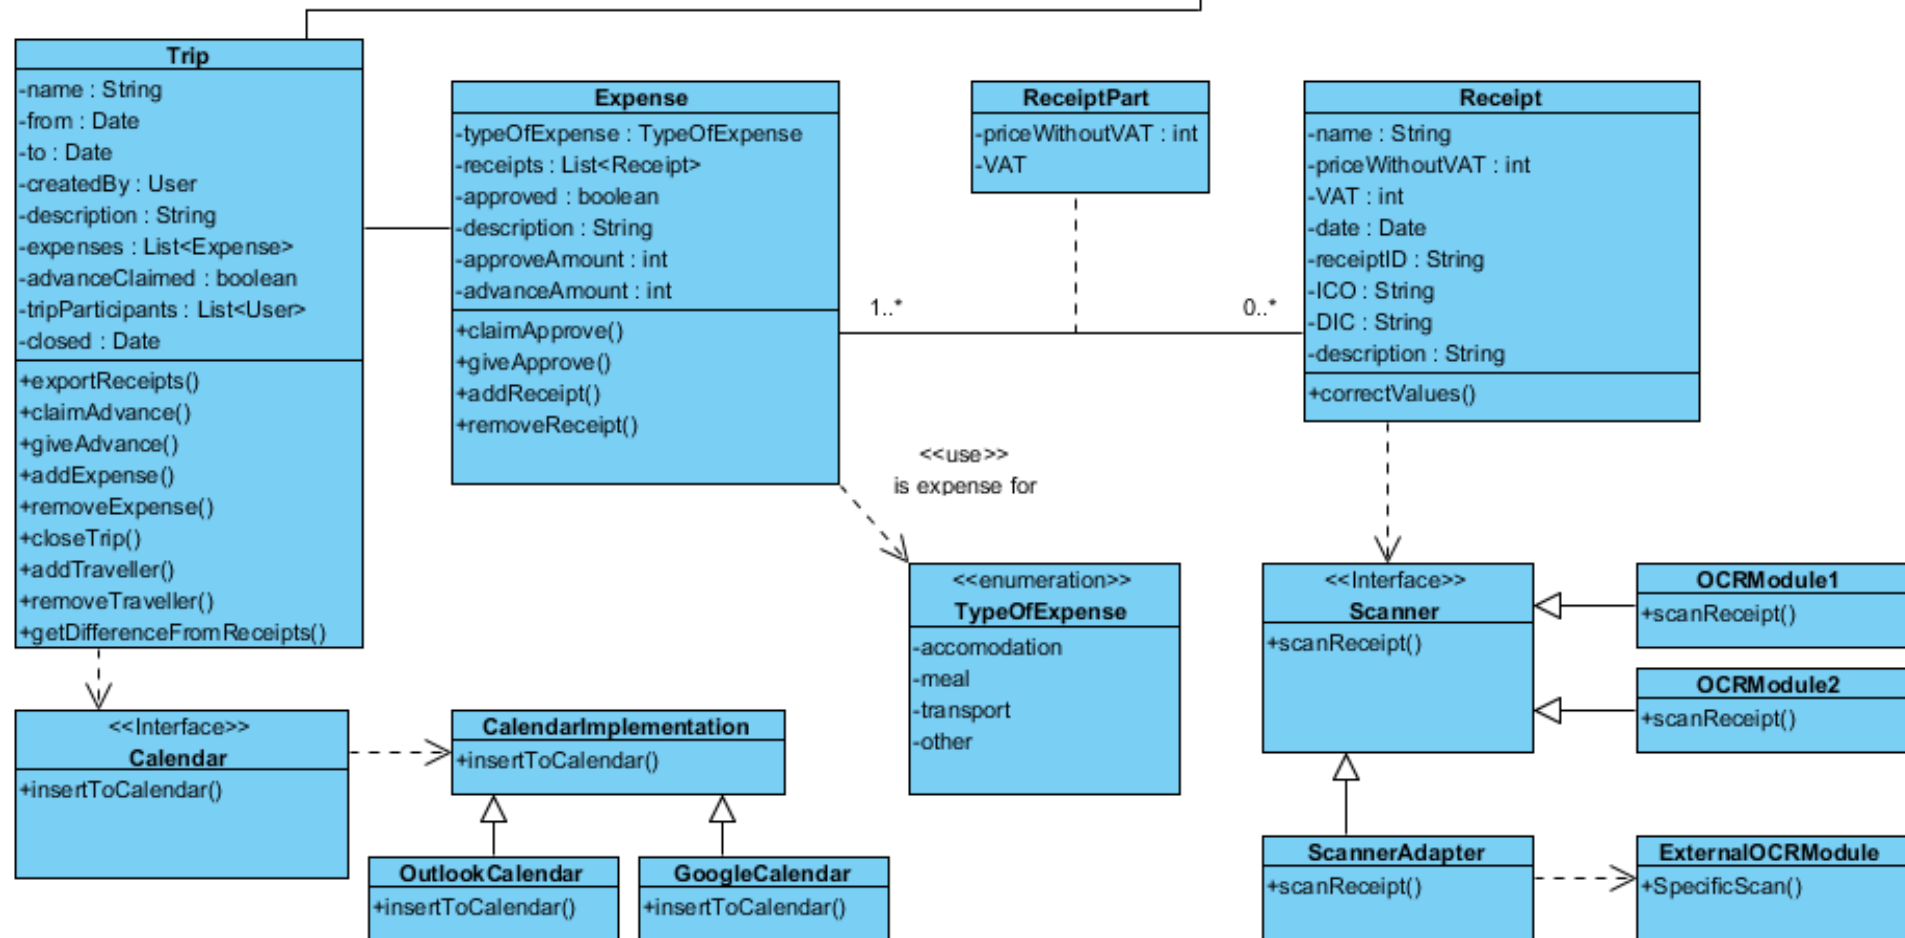 Trip
-name : String
-from : Date
-to : Date
-createdBy : User
-description : String
-expenses : List<Expense>
-advanceClaimed : boolean
-tripParticipants : List<User>
-closed : Date
+exportReceipts()
+claimAdvance()
+giveAdvance()
+addExpense()
+removeExpense()
+closeTrip()
+addTraveller()
+removeTraveller()
+getDifferenceFromReceipts()
Expense
-typeOfExpense : TypeOfExpense
-receipts : List<Receipt>
-approved : boolean
-description : String
-approveAmount : int
-advanceAmount : int
+claimApprove()
+giveApprove()
+addReceipt()
+removeReceipt()
ReceiptPart
-priceWithoutVAT : int
-VAT
1..*
0..*
Receipt
-name : String
-priceWithoutVAT : int
-VAT : int
-date : Date
-receiptID : String
-ICO : String
-DIC : String
-description : String
+correctValues()
<<use>>
is expense for
<<enumeration>>
TypeOfExpense
-accomodation
-meal
-transport
-other
<<Interface>>
Scanner
+scanReceipt()
OCRModule1
+scanReceipt()
OCRModule2
+scanReceipt()
<<Interface>>
Calendar
+insertToCalendar()
CalendarImplementation
+insertToCalendar()
OutlookCalendar
+insertToCalendar()
GoogleCalendar
+insertToCalendar()
ScannerAdapter
+scanReceipt()
ExternalOCRModule
+SpecificScan()